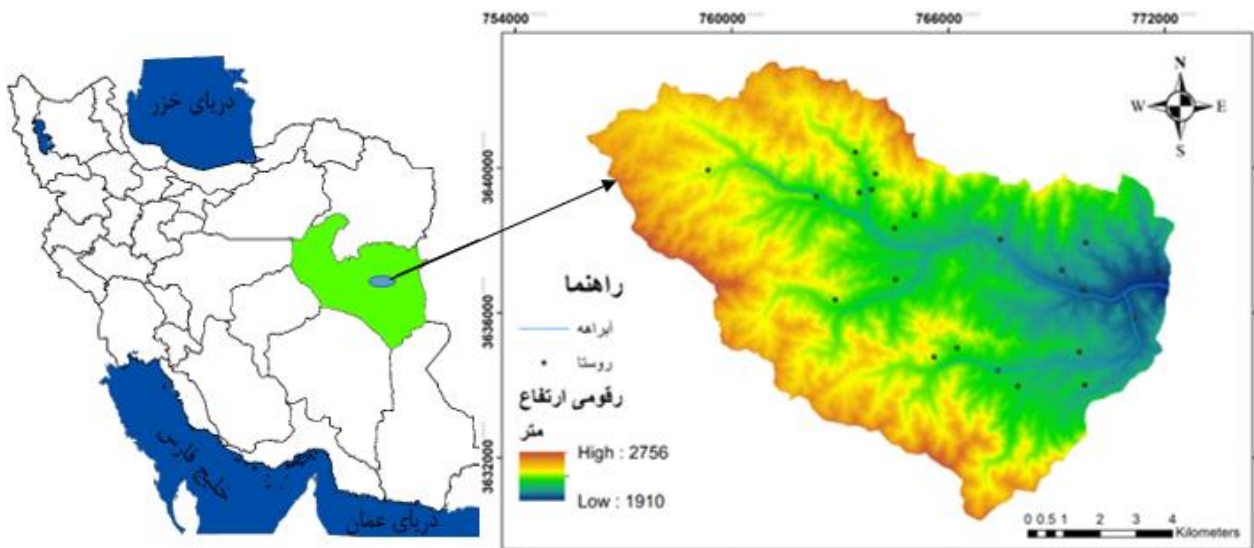 754000
760000
766000
772000
دریای خزر
N
W
E
S
3640000
3636000
3632000
راهنما
آبراهه
روستا
رقومی ارتفاع
متر
High : 2756
Low : 1910
خلیج فارس
دریای عمان
0 0.5 1 2 3 4
Kilometers